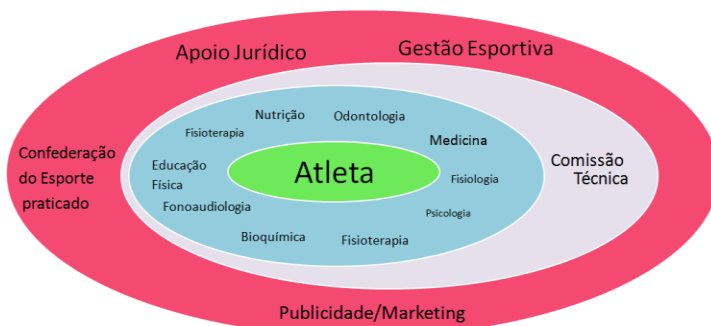 Apoio Jurídico
Gestão Esportiva
Nutrição
Odontologia
Fisioterapia
Medicina
Confederação
do Esporte
praticado
Educação
Física
Atleta
Fisiologia
Comissão
Técnica
Fonoaudiologia
Psicologia
Bioquímica
Fisioterapia
Publicidade/Marketing